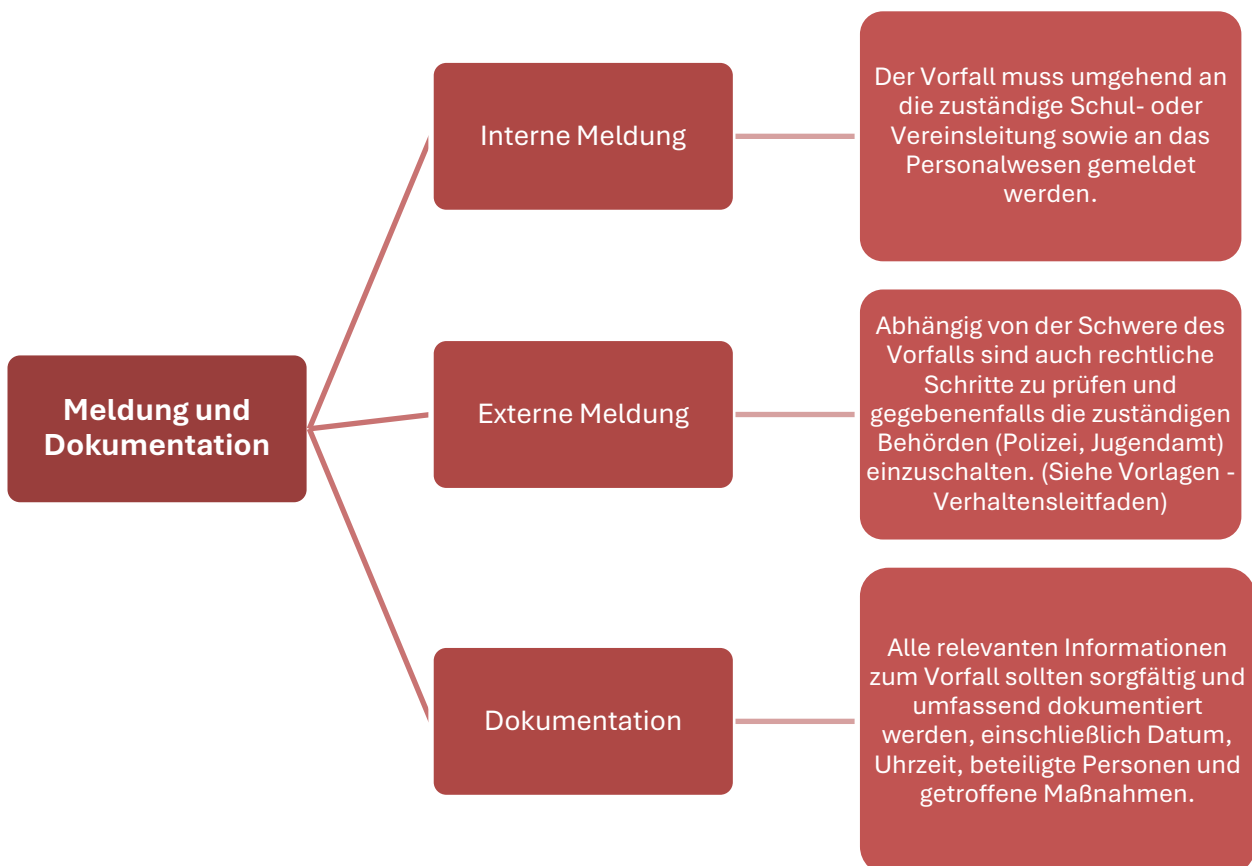 Meldung und
Dokumentation
Interne Meldung
Der Vorfall muss umgehend an
die zuständige Schul- oder
Vereinsleitung sowie an das
Personalwesen gemeldet
werden.
Externe Meldung
Abhängig von der Schwere des
Vorfalls sind auch rechtliche
Schritte zu prüfen und
gegebenenfalls die zuständigen
Behörden (Polizei, Jugendamt)
einzuschalten. (Siehe Vorlagen -
Verhaltensleitfaden)
Dokumentation
Alle relevanten Informationen
zum Vorfall sollten sorgfältig und
umfassend dokumentiert
werden, einschließlich Datum,
Uhrzeit, beteiligte Personen und
getroffene Maßnahmen.